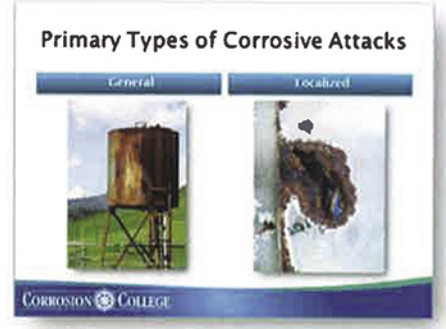 Primary Types of Corrosive Attacks
General
Localized
CORROSION COLLEGE